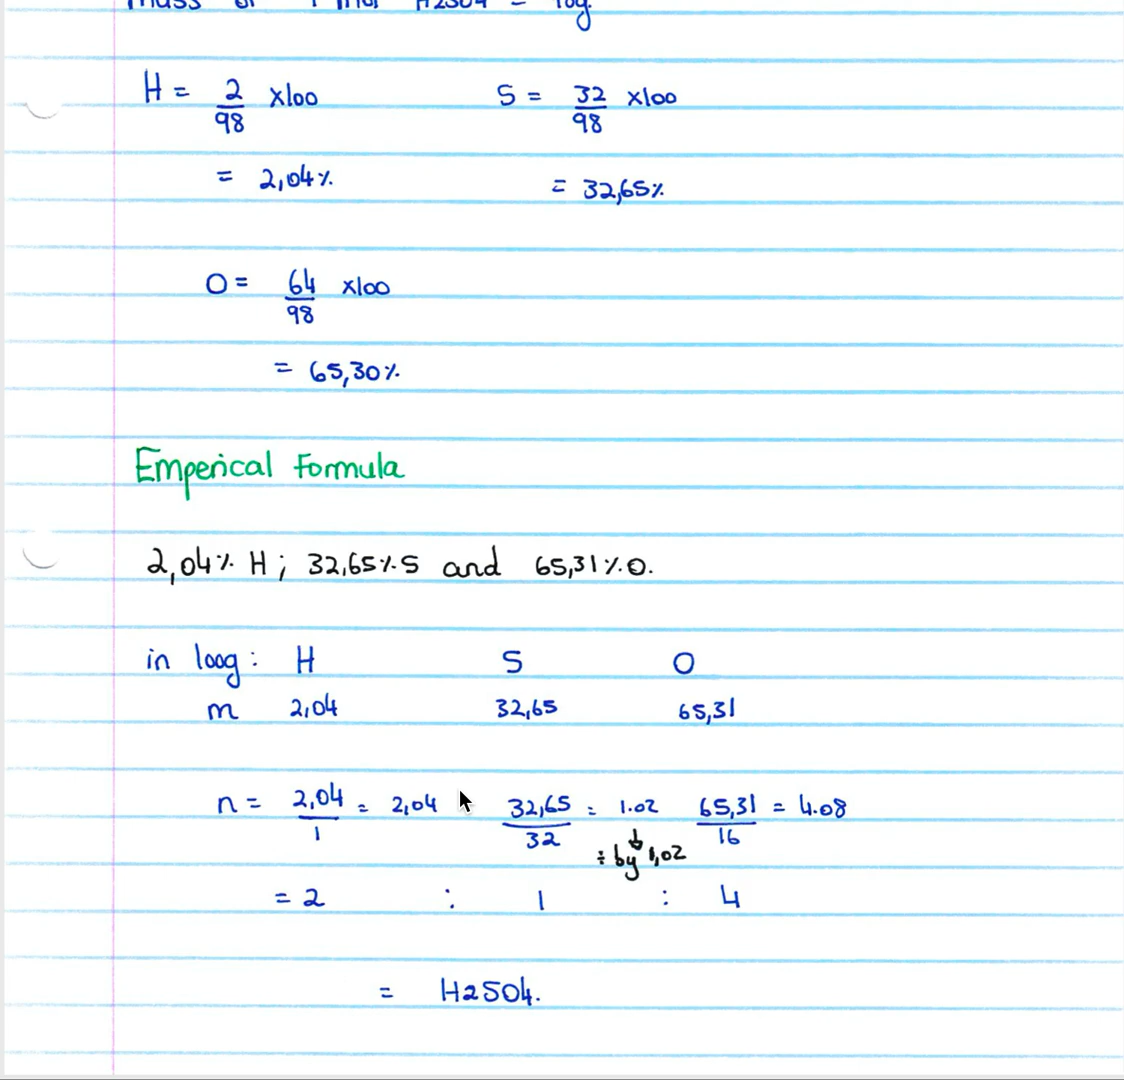 H = 2/98 x100 S = 32/98 x100
= 2,04% = 32,65%
O = 64/98 x100
= 65,30%
Emperical Formula
2,04% H ; 32,65% S and 65,31% O.
in 100g : H S O
m 2,04 32,65 65,31
n = 2,04/1 = 2,04 32,65/32 = 1.02 65,31/16 = 4.08
÷ by 1,02
= 2 : 1 : 4
= H2SO4.